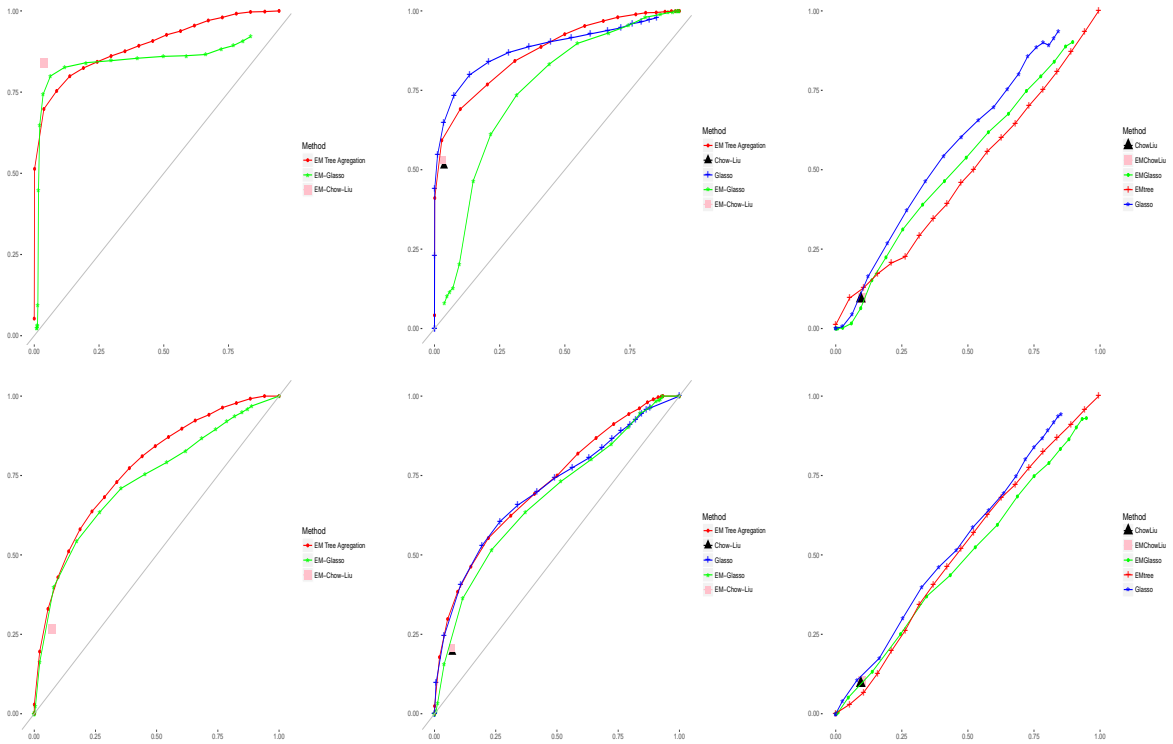 1.00
0.75
0.50
0.25
0.00
0.00 0.25 0.50 0.75
Method
EM Tree Agregation
EM-Glasso
EM-Chow-Liu
1.00
0.75
0.50
0.25
0.00
0.00 0.25 0.50 0.75 1.00
Method
EM Tree Agregation
Chow-Liu
Glasso
EM-Glasso
EM-Chow-Liu
1.00
0.75
0.50
0.25
0.00
0.00 0.25 0.50 0.75 1.00
Method
ChowLiu
EMChowLiu
EMGlasso
EMtree
Glasso
1.00
0.75
0.50
0.25
0.00
0.00 0.25 0.50 0.75 1.00
Method
EM Tree Agregation
EM-Glasso
EM-Chow-Liu
1.00
0.75
0.50
0.25
0.00
0.00 0.25 0.50 0.75 1.00
Method
EM Tree Agregation
Chow-Liu
Glasso
EM-Glasso
EM-Chow-Liu
1.00
0.75
0.50
0.25
0.00
0.00 0.25 0.50 0.75 1.00
Method
ChowLiu
EMChowLiu
EMGlasso
EMtree
Glasso